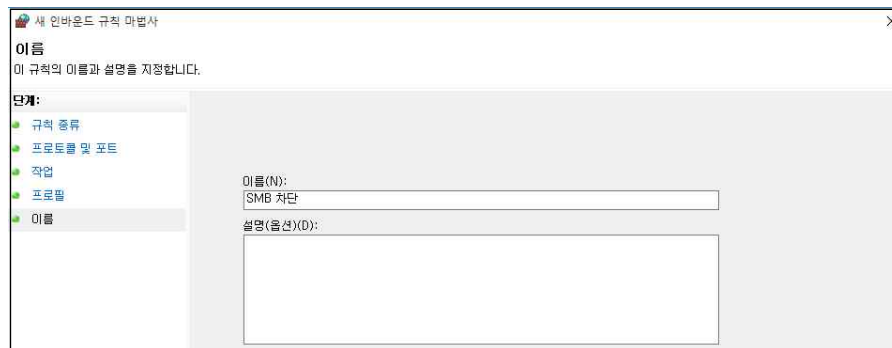 새 인바운드 규칙 마법사
이름
이 규칙의 이름과 설명을 지정합니다.
단계:
규칙 종류
프로토콜 및 포트
작업
프로필
이름
이름(N):
SMB 차단
설명(옵션)(D):